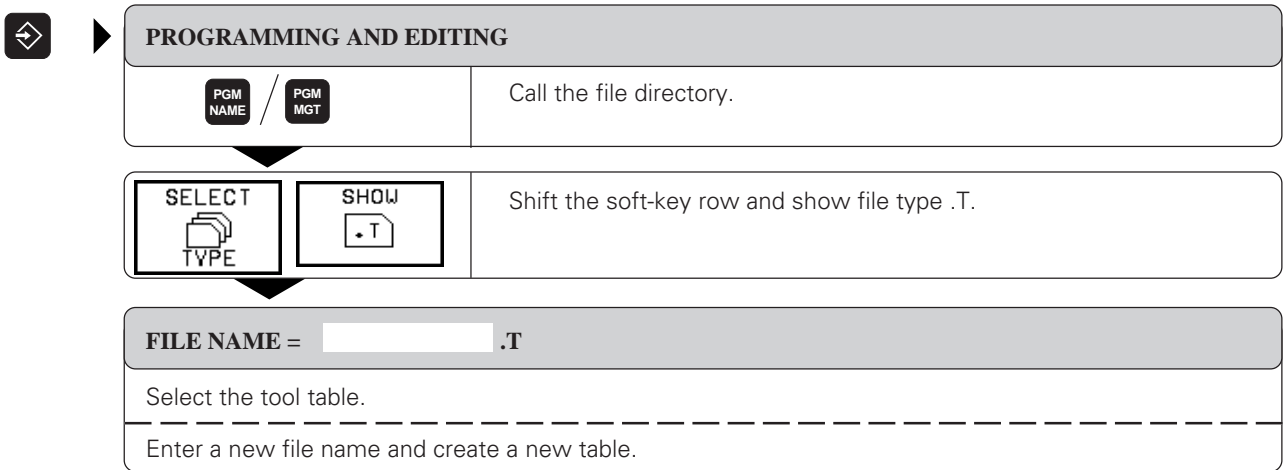 PROGRAMMING AND EDITING
PGM NAME / PGM MGT
Call the file directory.
SELECT TYPE
SHOW .T
Shift the soft-key row and show file type .T.
FILE NAME = .T
Select the tool table.
Enter a new file name and create a new table.